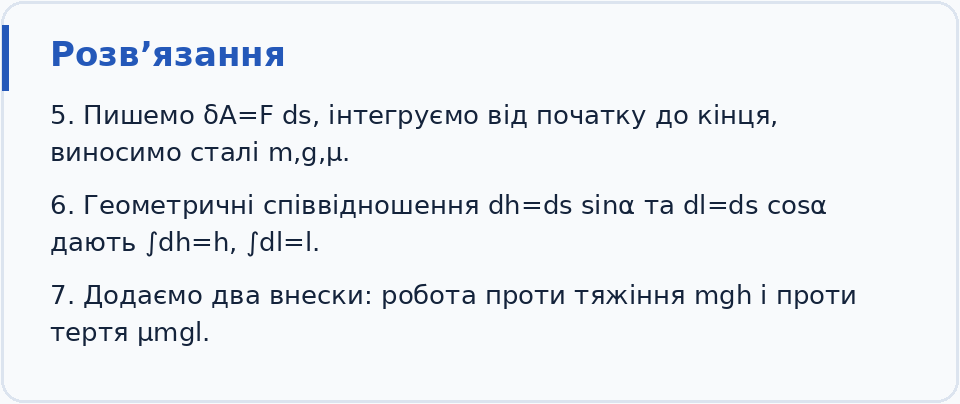 Розв’язання
5. Пишемо δA=F ds, інтегруємо від початку до кінця,
виносимо сталі m,g,μ.
6. Геометричні співвідношення dh=ds sinα та dl=ds cosα
дають ∫dh=h, ∫dl=l.
7. Додаємо два внески: робота проти тяжіння mgh і проти
тертя μmgl.